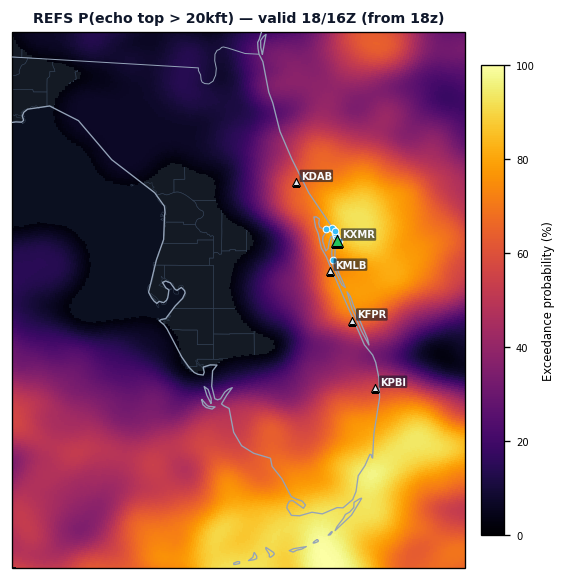 REFS P(echo top > 20kft) — valid 18/16Z (from 18z)
KDAB
KXMR
KMLB
KFPR
KPBI
100
80
60
40
20
0
Exceedance probability (%)